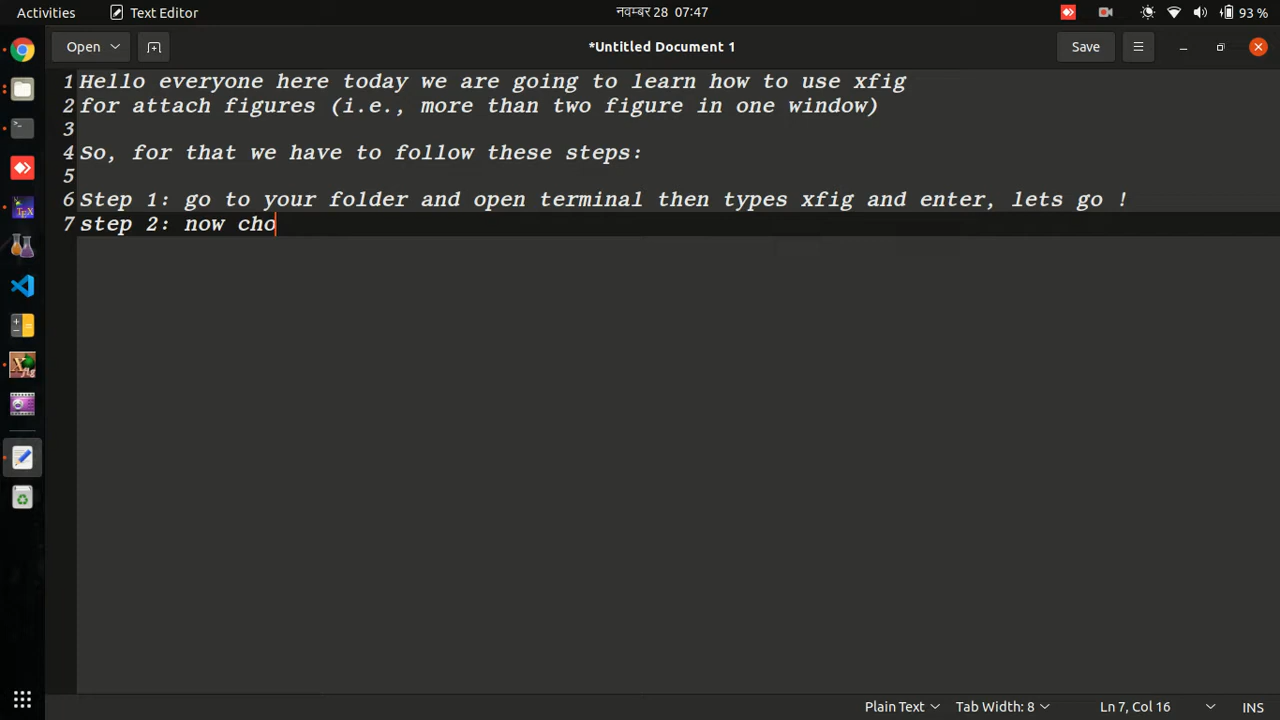 Activities
Text Editor
नवम्बर 28 07:47
93 %
Open
*Untitled Document 1
Save
1 Hello everyone here today we are going to learn how to use xfig
2 for attach figures (i.e., more than two figure in one window)
3
4 So, for that we have to follow these steps:
5
6 Step 1: go to your folder and open terminal then types xfig and enter, lets go !
7 step 2: now cho
Plain Text
Tab Width: 8
Ln 7, Col 16
INS